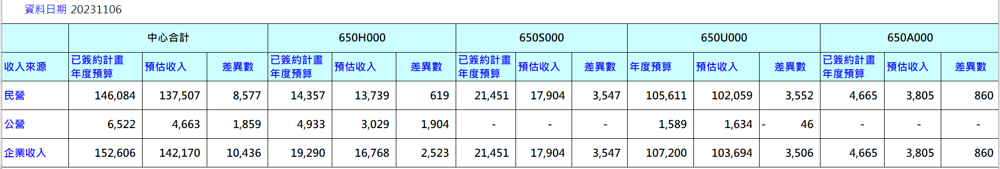 資料日期 20231106
中心合計 650H000 650S000 650U000 650A000
收入來源 已簽約計畫年度預算 預估收入 差異數 已簽約計畫年度預算 預估收入 差異數 已簽約計畫年度預算 預估收入 差異數 年度預算 預估收入 差異數 已簽約計畫年度預算 預估收入 差異數
民營 146,084 137,507 8,577 14,357 13,739 619 21,451 17,904 3,547 105,611 102,059 3,552 4,665 3,805 860
公營 6,522 4,663 1,859 4,933 3,029 1,904 - - - 1,589 1,634 - 46 - - -
企業收入 152,606 142,170 10,436 19,290 16,768 2,523 21,451 17,904 3,547 107,200 103,694 3,506 4,665 3,805 860